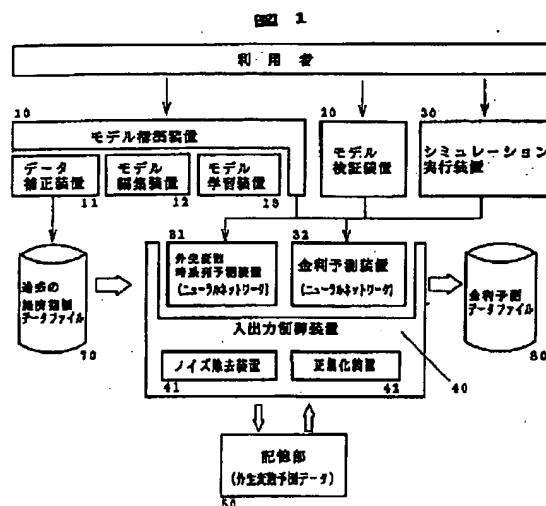 図 1
利用者
10
モデル構築装置
20
モデル
検証装置
30
シミュレーション
実行装置
データ
補正装置
11
モデル
編集装置
12
モデル
学習装置
13
31
外生変数
時系列予測装置
(ニューラルネットワーク)
32
金利予測装置
(ニューラルネットワーク)
過去の
経済指標
データファイル
70
入出力制御装置
金利予測
データファイル
80
ノイズ除去装置
41
正規化装置
42
40
記憶部
(外生変数予測データ)
50